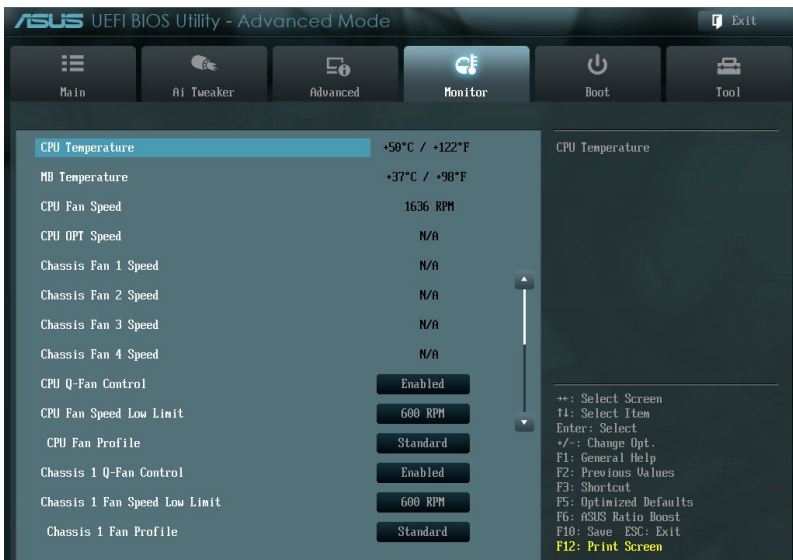 ASUS UEFI BIOS Utility - Advanced Mode
Exit
Main
Ai Tweaker
Advanced
Monitor
Boot
Tool
CPU Temperature +50°C / +122°F
MB Temperature +37°C / +98°F
CPU Fan Speed 1636 RPM
CPU OPT Speed N/A
Chassis Fan 1 Speed N/A
Chassis Fan 2 Speed N/A
Chassis Fan 3 Speed N/A
Chassis Fan 4 Speed N/A
CPU Q-Fan Control Enabled
CPU Fan Speed Low Limit 600 RPM
CPU Fan Profile Standard
Chassis 1 Q-Fan Control Enabled
Chassis 1 Fan Speed Low Limit 600 RPM
Chassis 1 Fan Profile Standard
CPU Temperature
→←: Select Screen
↑↓: Select Item
Enter: Select
+/-: Change Opt.
F1: General Help
F2: Previous Values
F3: Shortcut
F5: Optimized Defaults
F6: ASUS Ratio Boost
F10: Save ESC: Exit
F12: Print Screen